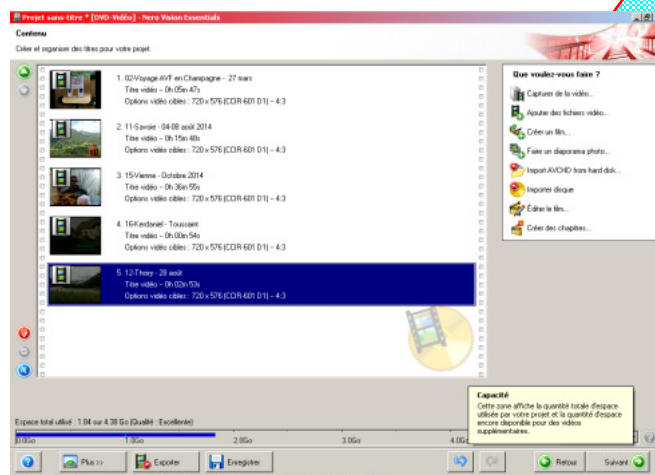 Projet sans-titre * [DVD-Vidéo] - Nero Vision Essentials
Contenu
Créer et organiser des titres pour votre projet.
1. 02-Voyage AVF en Champagne - 27 mars
Titre vidéo - 0h 05m 47s
Options vidéo cibles : 720 x 576 (CCIR-601 D1) - 4:3
2. 11-Savoie - 04-08 août 2014
Titre vidéo - 0h 15m 48s
Options vidéo cibles : 720 x 576 (CCIR-601 D1) - 4:3
3. 15-Vienne - Octobre 2014
Titre vidéo - 0h 36m 55s
Options vidéo cibles : 720 x 576 (CCIR-601 D1) - 4:3
4. 16-Kerdaniel - Toussaint
Titre vidéo - 0h 00m 54s
Options vidéo cibles : 720 x 576 (CCIR-601 D1) - 4:3
5. 12-Thoiry - 28 août
Titre vidéo - 0h 02m 53s
Options vidéo cibles : 720 x 576 (CCIR-601 D1) - 4:3
Que voulez-vous faire ?
Capturer de la vidéo...
Ajouter des fichiers vidéo...
Créer un film...
Faire un diaporama photo...
Import AVCHD from hard disk...
Importer disque
Éditer le film...
Créer des chapitres...
Capacité
Cette zone affiche la quantité totale d'espace
utilisée par votre projet et la quantité d'espace
encore disponible pour des vidéos
supplémentaires.
Espace total utilisé : 1.84 sur 4.38 Go (Qualité : Excellente)
0.0Go 1.0Go 2.0Go 3.0Go 4.0Go
Plus >> Exporter Enregistrer Retour Suivant